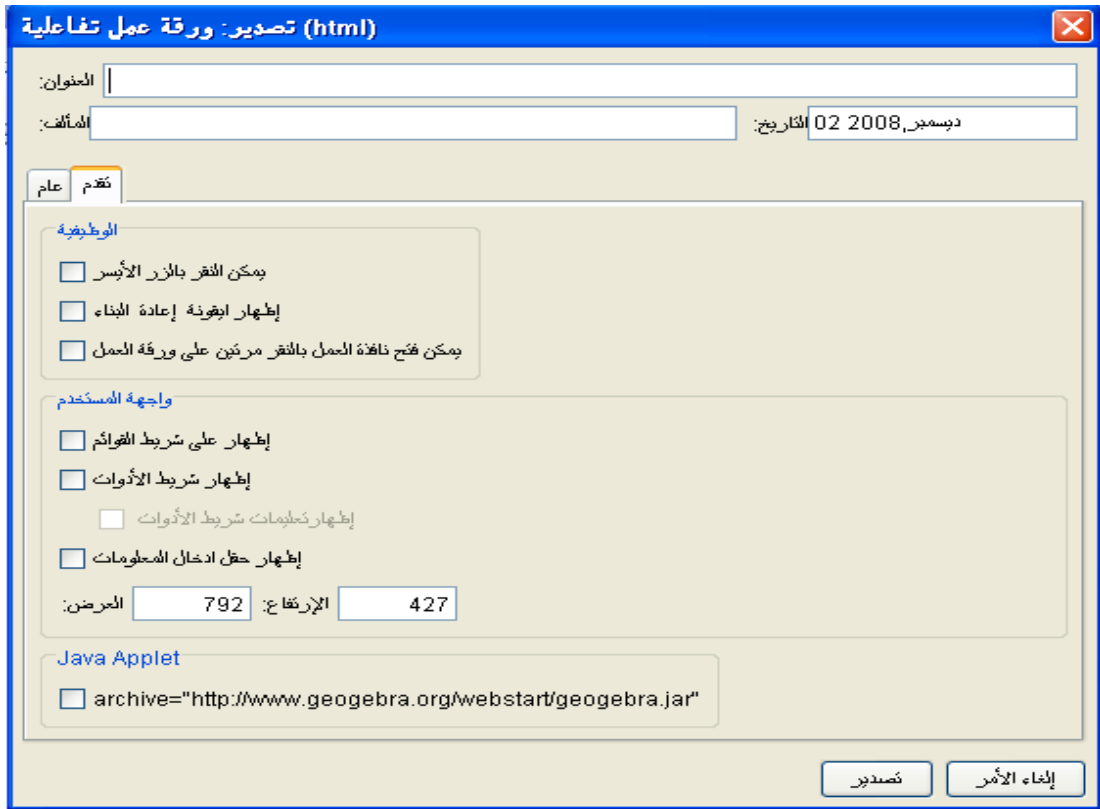 تصدير: ورقة عمل تفاعلية (html)
العنوان:
المألف:
التاريخ: 02 ديسمبر,2008
عام تقدم
الوظيفية
يمكن النقر بالزر الأيسر
إظهار ايقونة إعادة البناء
يمكن فتح نافذة العمل بالنقر مرتين على ورقة العمل
واجهة المستخدم
إظهار على شريط القوائم
إظهار شريط الأدوات
إظهار تعليمات شريط الأدوات
إظهار حقل ادخال المعلومات
العرض: 792 الإرتفاع: 427
Java Applet
archive="http://www.geogebra.org/webstart/geogebra.jar"
تصدير إلغاء الأمر